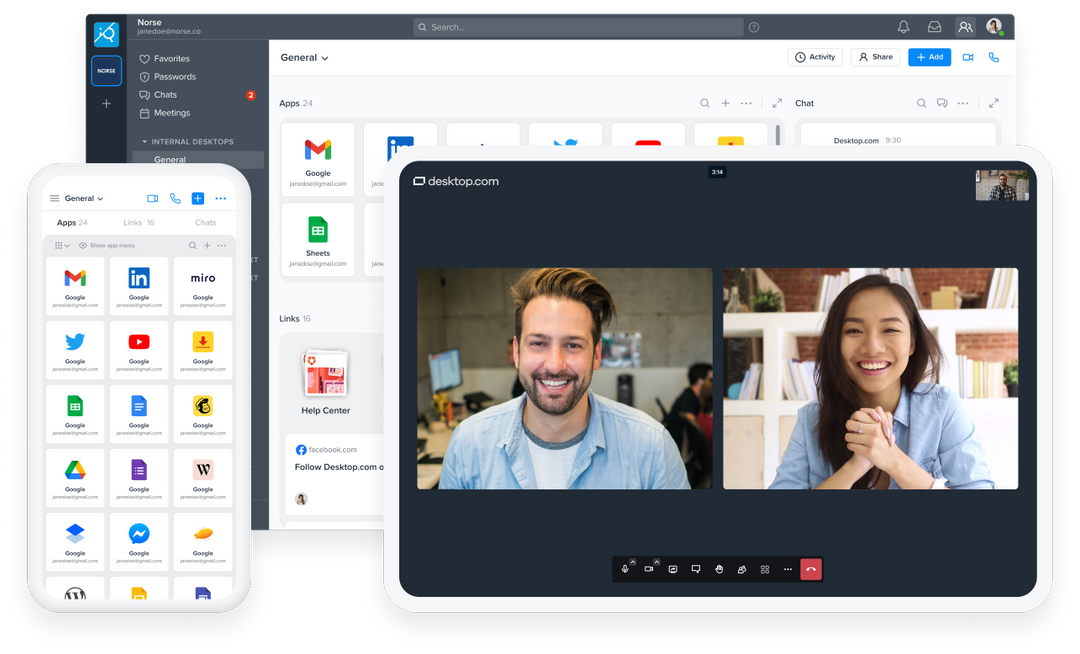 Norse
janedoe@norse.co
Search...
NORSE
Favorites
Passwords
Chats
2
Meetings
INTERNAL DESKTOPS
General
General
Activity
Share
Add
Apps 24
Chat
Google
janedoe@gmail.com
Desktop.com 9:30
Sheets
janedoe@gmail.com
Links 16
Help Center
facebook.com
Follow Desktop.com o
General
Apps 24
Links 16
Chats
Show app menu
miro
Google
Google
Google
janedoe@gmail.com
janedoe@gmail.com
janedoe@gmail.com
Google
Google
Google
janedoe@gmail.com
janedoe@gmail.com
janedoe@gmail.com
Google
Google
Google
janedoe@gmail.com
janedoe@gmail.com
janedoe@gmail.com
W
Google
Google
Google
janedoe@gmail.com
janedoe@gmail.com
janedoe@gmail.com
Google
Google
Google
janedoe@gmail.com
janedoe@gmail.com
janedoe@gmail.com
desktop.com
3:14